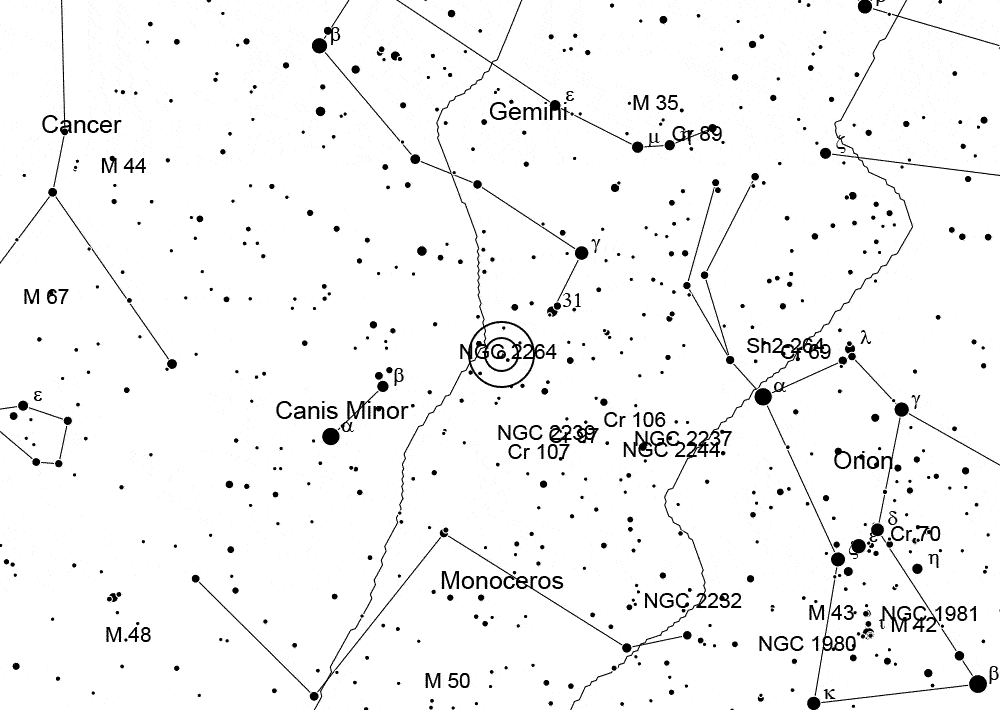 β
ρ
Cancer
M 44
ε
Gemini
M 35
μ
η
Cr 89
ζ
γ
M 67
31
NGC 2264
Sh2-264
Cr 69
λ
β
ε
Canis Minor
α
α
γ
Cr 106
NGC 2239
Cr 97
NGC 2237
Cr 107
NGC 2244
Orion
δ
ε
Cr 70
ζ
η
Monoceros
NGC 2232
M 43
NGC 1981
ι
M 42
M 48
NGC 1980
M 50
β
κ